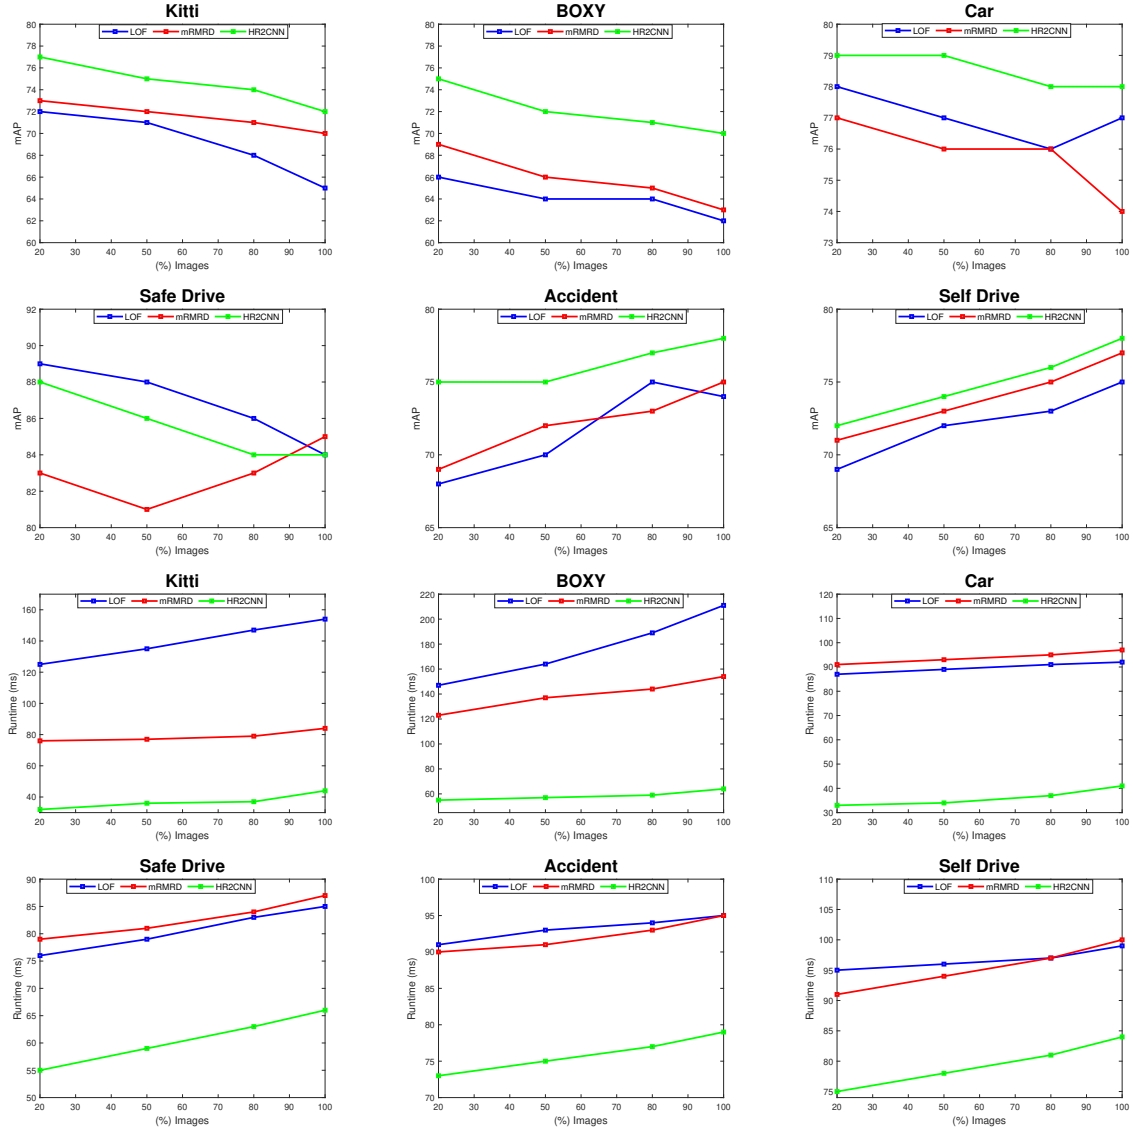 Kitti
LOF mRMRD HR2CNN
80
78
76
74
72
70
68
66
64
62
60
mAP
20 30 40 50 60 70 80 90 100
(%) Images
BOXY
LOF mRMRD HR2CNN
80
78
76
74
72
70
68
66
64
62
60
mAP
20 30 40 50 60 70 80 90 100
(%) Images
Car
LOF mRMRD HR2CNN
80
79
78
77
76
75
74
73
mAP
20 30 40 50 60 70 80 90 100
(%) Images
Safe Drive
LOF mRMRD HR2CNN
92
90
88
86
84
82
80
mAP
20 30 40 50 60 70 80 90 100
(%) Images
Accident
LOF mRMRD HR2CNN
80
75
70
65
mAP
20 30 40 50 60 70 80 90 100
(%) Images
Self Drive
LOF mRMRD HR2CNN
80
75
70
65
mAP
20 30 40 50 60 70 80 90 100
(%) Images
Kitti
LOF mRMRD HR2CNN
160
140
120
100
80
60
40
Runtime (ms)
20 30 40 50 60 70 80 90 100
(%) Images
BOXY
LOF mRMRD HR2CNN
220
200
180
160
140
120
100
80
60
Runtime (ms)
20 30 40 50 60 70 80 90 100
(%) Images
Car
LOF mRMRD HR2CNN
120
110
100
90
80
70
60
50
40
30
Runtime (ms)
20 30 40 50 60 70 80 90 100
(%) Images
Safe Drive
LOF mRMRD HR2CNN
90
85
80
75
70
65
60
55
50
Runtime (ms)
20 30 40 50 60 70 80 90 100
(%) Images
Accident
LOF mRMRD HR2CNN
100
95
90
85
80
75
70
Runtime (ms)
20 30 40 50 60 70 80 90 100
(%) Images
Self Drive
LOF mRMRD HR2CNN
110
105
100
95
90
85
80
75
Runtime (ms)
20 30 40 50 60 70 80 90 100
(%) Images